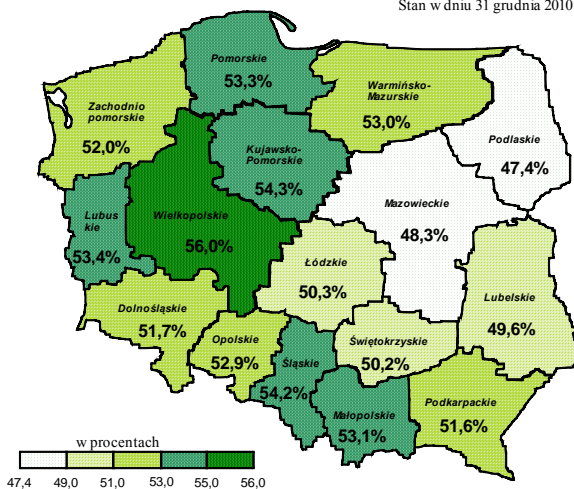 Stan w dniu 31 grudnia 2010
Pomorskie
53,3%
Warmińsko-
Mazurskie
53,0%
Zachodnio
pomorskie
52,0%
Kujawsko-
Pomorskie
54,3%
Podlaskie
47,4%
Lubus
kie
53,4%
Wielkopolskie
56,0%
Mazowieckie
48,3%
Łódzkie
50,3%
Lubelskie
49,6%
Dolnośląskie
51,7%
Opolskie
52,9%
Śląskie
54,2%
Świętokrzyskie
50,2%
Małopolskie
53,1%
Podkarpackie
51,6%
w procentach
47,4 49,0 51,0 53,0 55,0 56,0